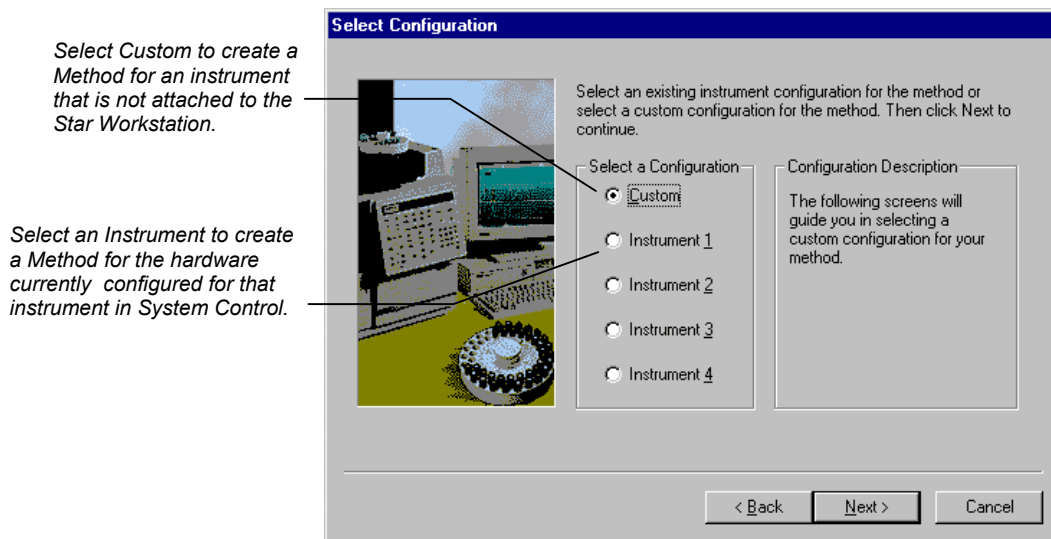 Select Configuration
Select Custom to create a
Method for an instrument
that is not attached to the
Star Workstation.
Select an Instrument to create
a Method for the hardware
currently  configured for that
instrument in System Control.
Select an existing instrument configuration for the method or
select a custom configuration for the method. Then click Next to
continue.
Select a Configuration
Custom
Instrument 1
Instrument 2
Instrument 3
Instrument 4
Configuration Description
The following screens will
guide you in selecting a
custom configuration for your
method.
< Back
Next >
Cancel